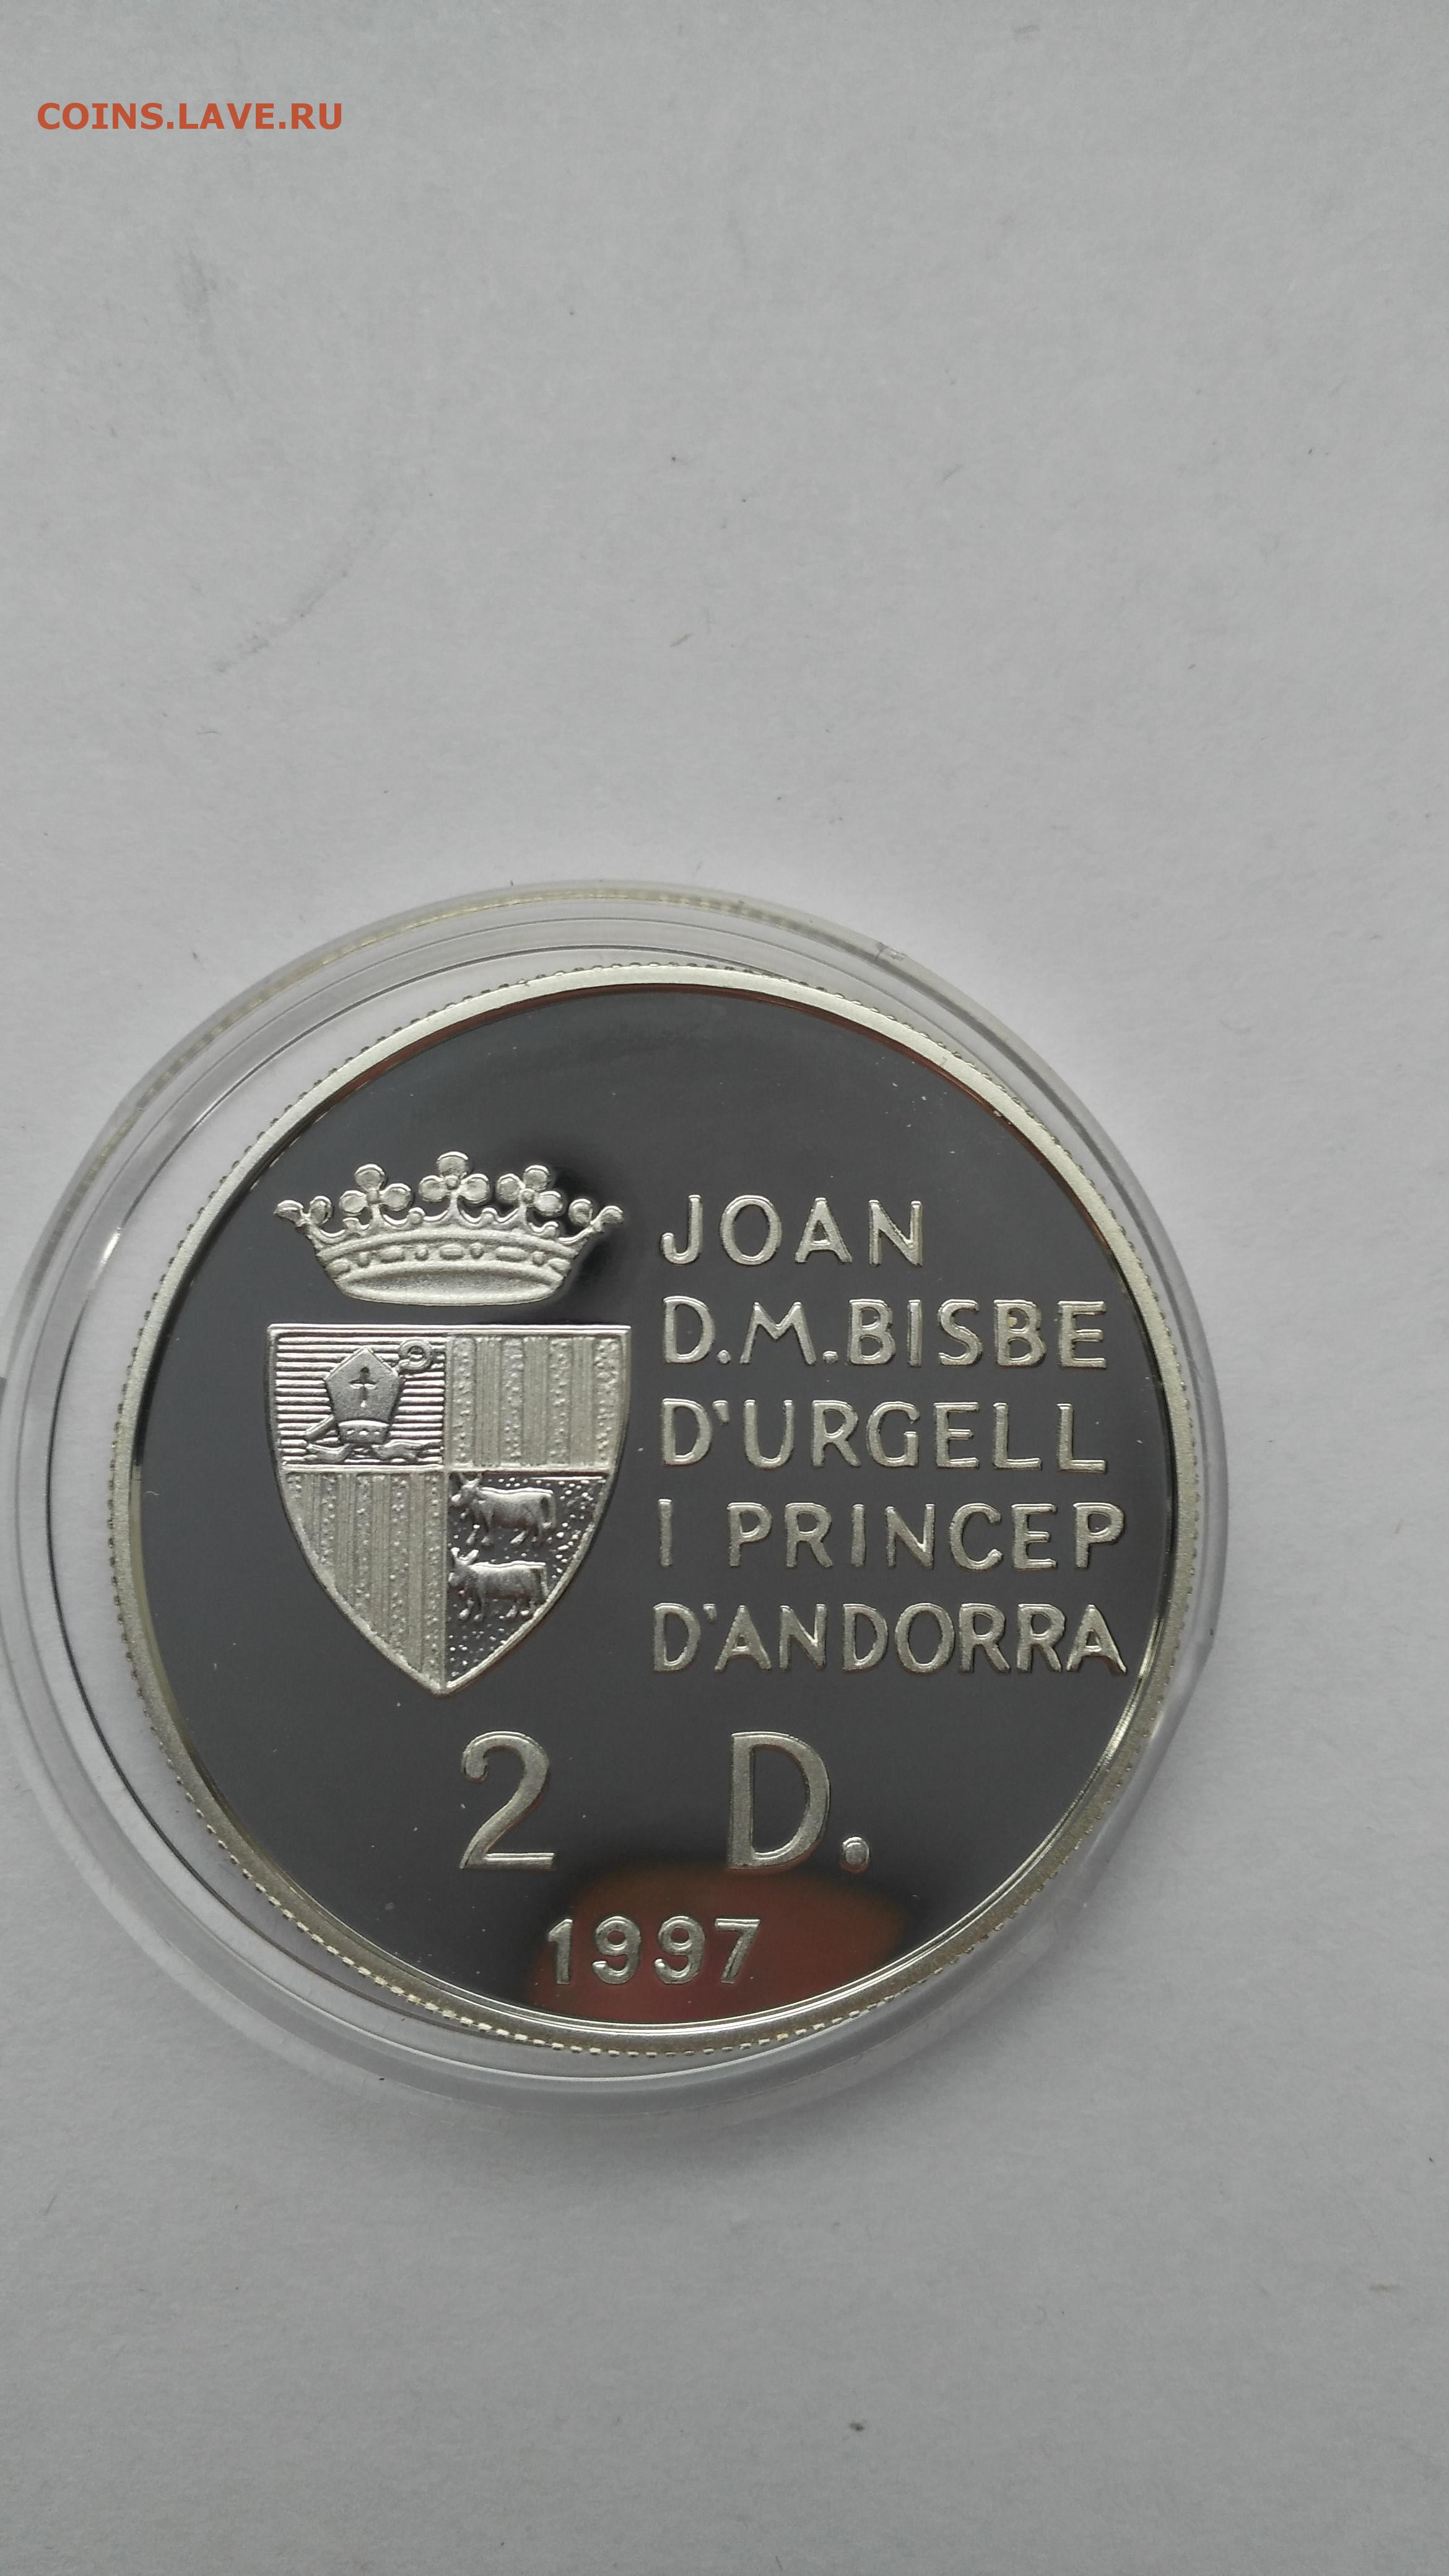 COINS.LAVE.RU
JOAN
D.M.BISBE
D'URGELL
I PRINCEP
D'ANDORRA
2 D.
1997